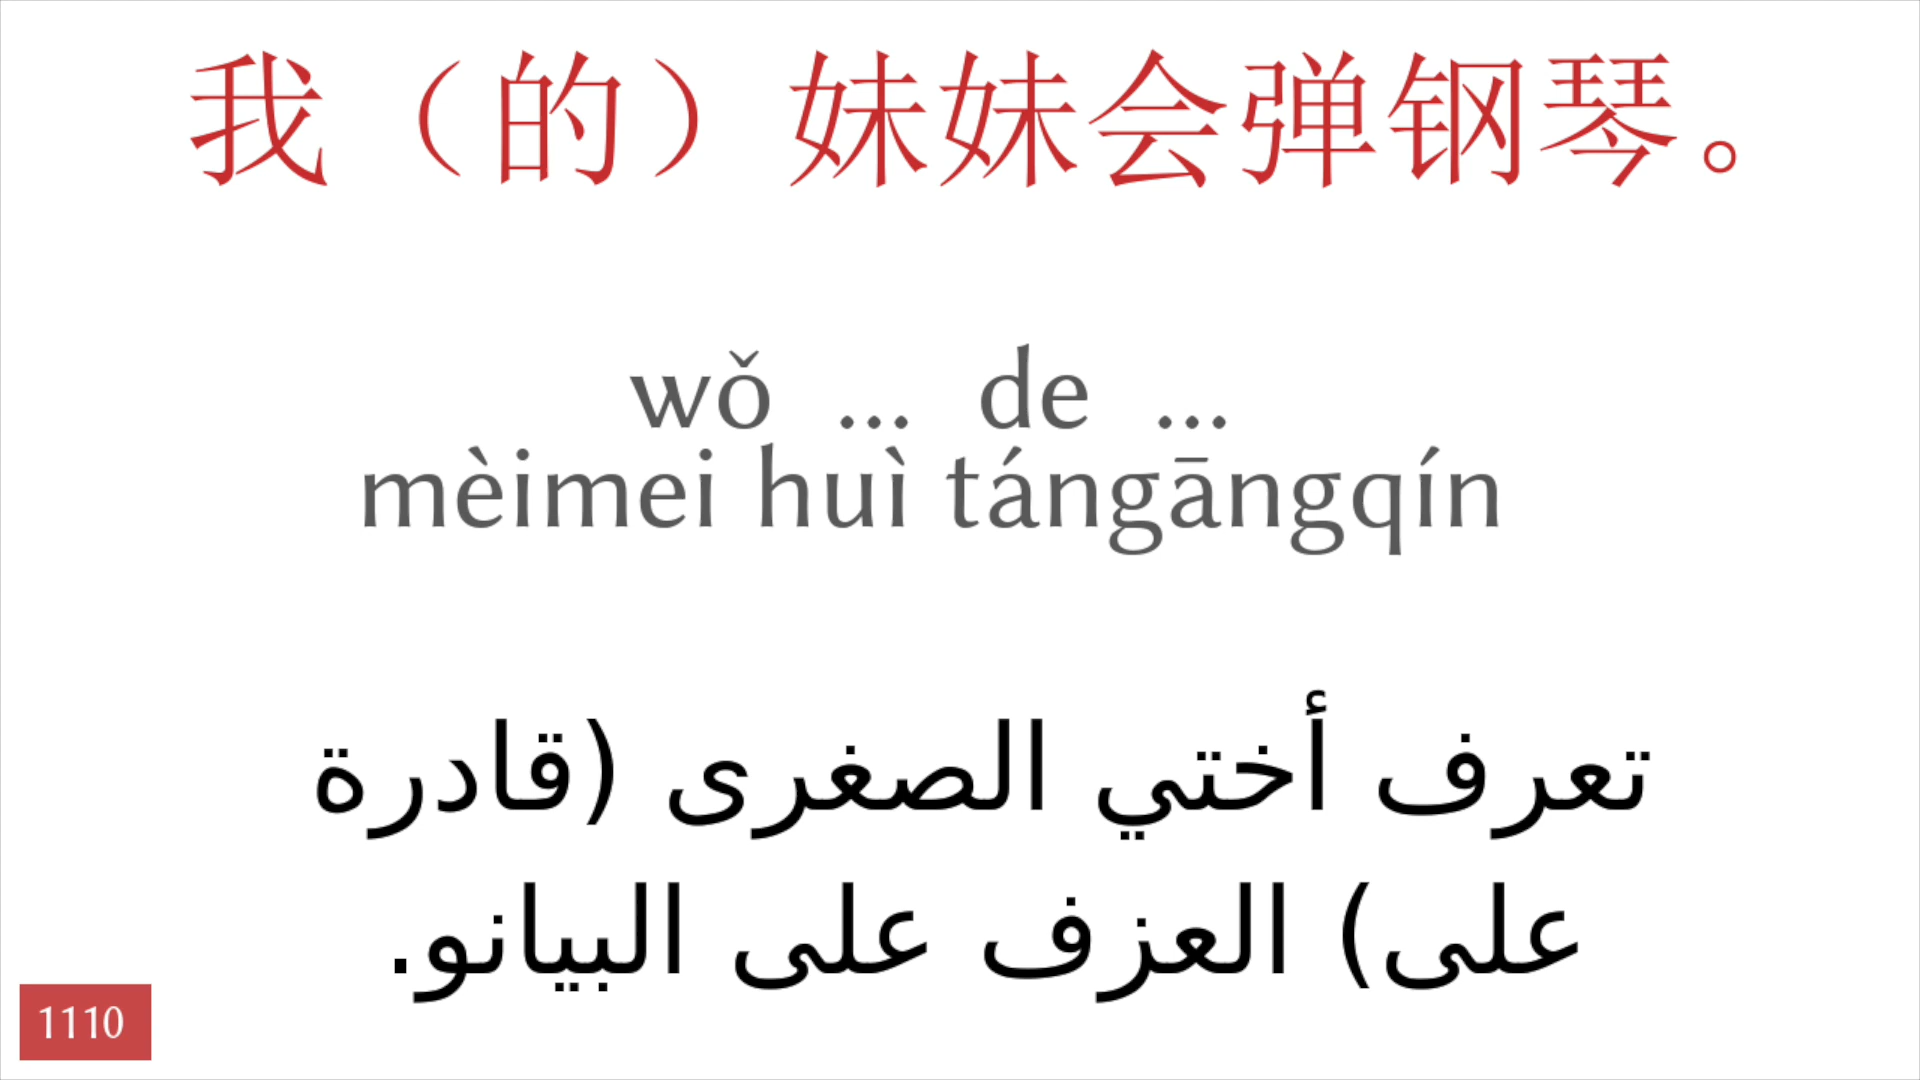 我（的）妹妹会弹钢琴。
wǒ ... de ...
mèimei huì tángāngqín
تعرف أختي الصغرى (قادرة
على) العزف على البيانو.
1110